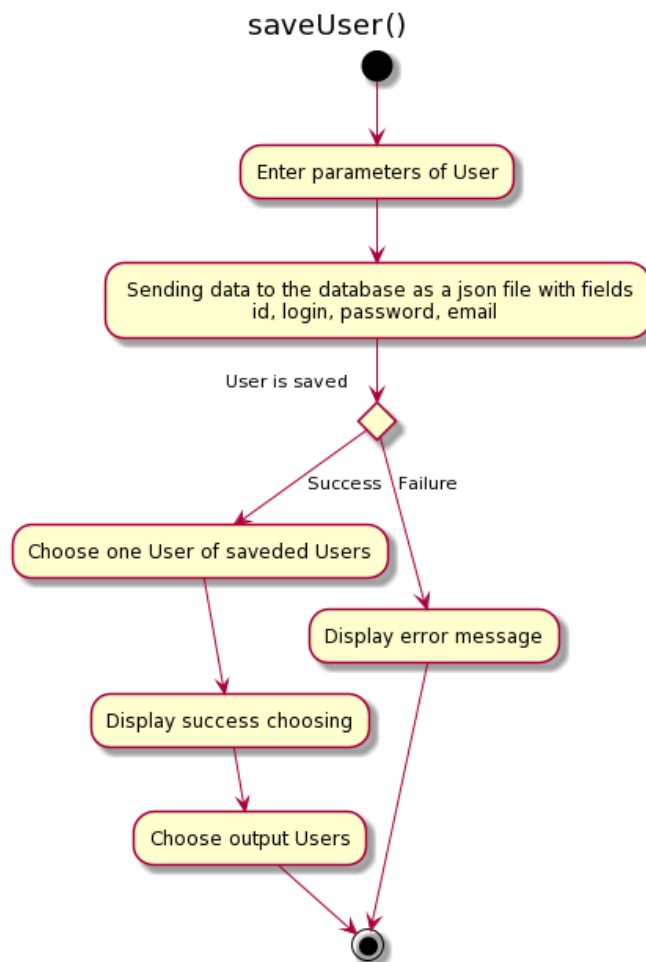 saveUser()
Enter parameters of User
Sending data to the database as a json file with fields
id, login, password, email
User is saved
Success
Failure
Choose one User of saveded Users
Display error message
Display success choosing
Choose output Users